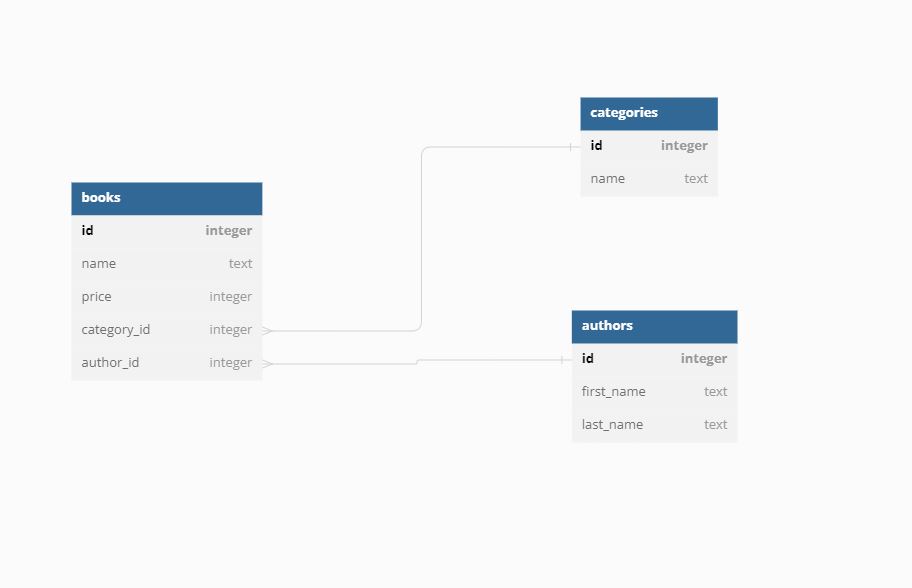 books
id integer
name text
price integer
category_id integer
author_id integer
categories
id integer
name text
authors
id integer
first_name text
last_name text